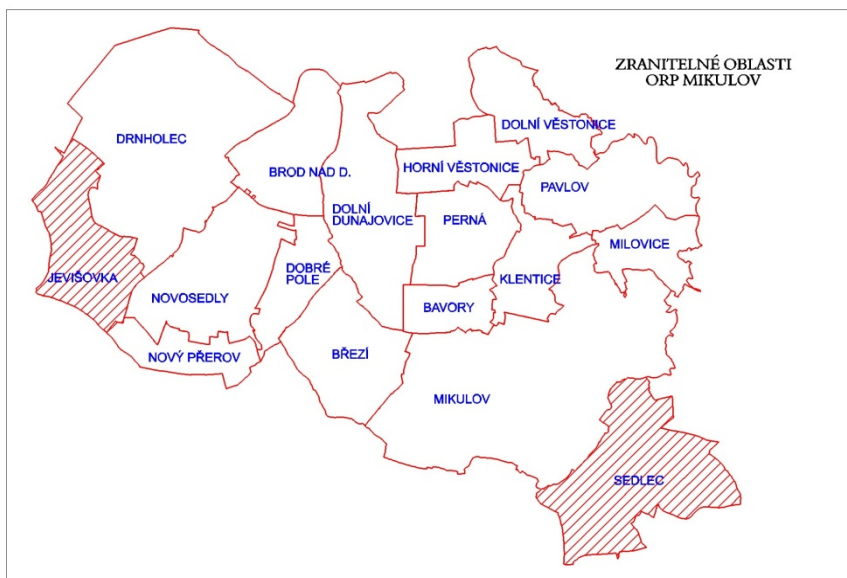 ZRANITELNÉ OBLASTI
ORP MIKULOV
DOLNÍ VĚSTONICE
DRNHOLEC
HORNÍ VĚSTONICE
BROD NAD D.
PAVLOV
DOLNÍ
DUNAJOVICE
PERNÁ
MILOVICE
JEVIŠOVKA
DOBRÉ
POLE
KLENTICE
NOVOSEDLY
BAVORY
NOVÝ PŘEROV
BŘEZÍ
MIKULOV
SEDLEC